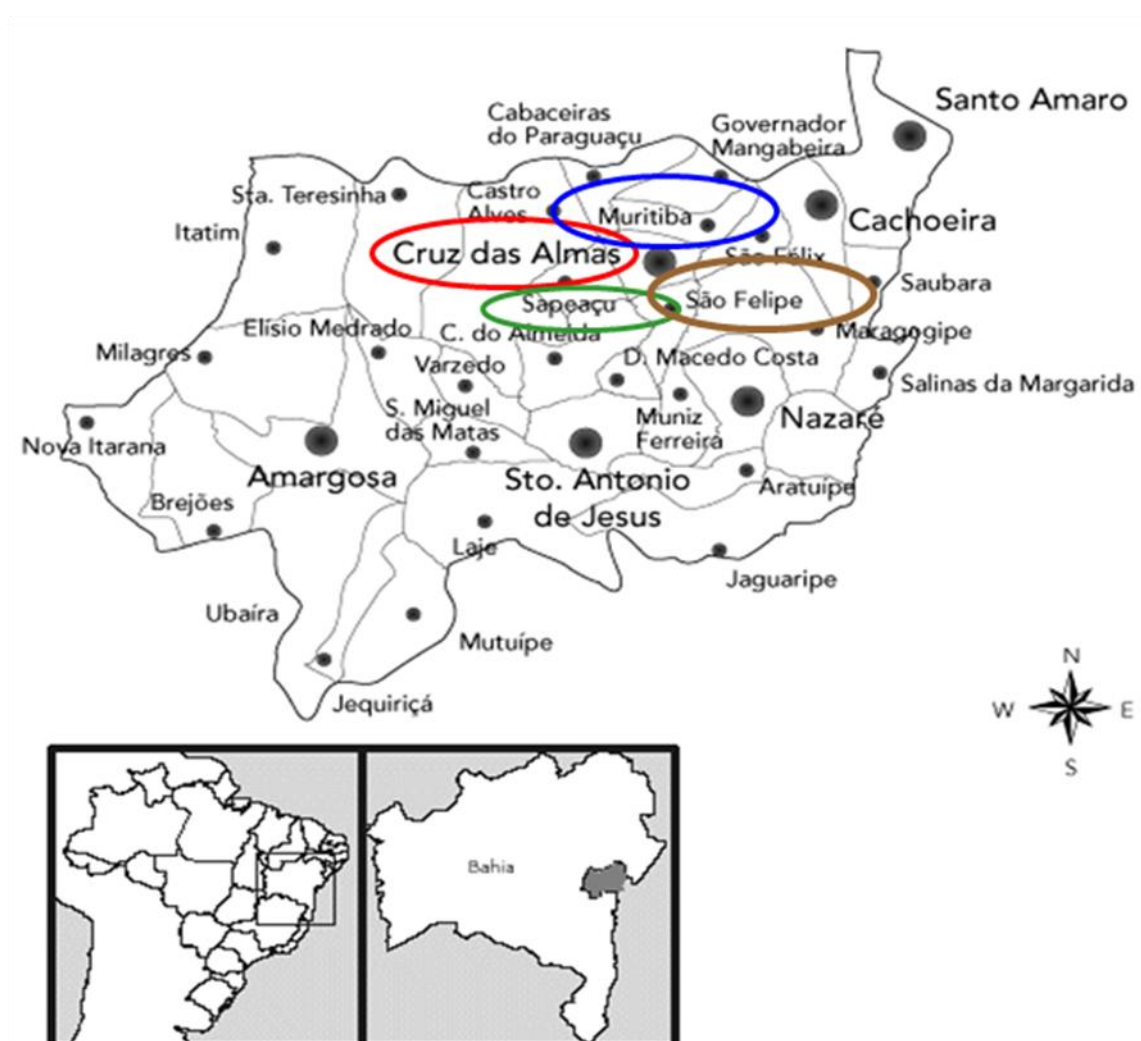 Santo Amaro
Cabaceiras
do Paraguaçu
Governador
Mangabeira
Sta. Teresinha
Castro
Alves
Muritiba
Cachoeira
Itatim
Cruz das Almas
São Félix
Saubara
Sapeaçu
São Felipe
Elísio Medrado
C. do Almeida
Maragogipe
Milagres
Varzedo
D. Macedo Costa
Salinas da Margarida
S. Miguel
das Matas
Muniz
Ferreira
Nazaré
Nova Itarana
Amargosa
Sto. Antonio
de Jesus
Aratuípe
Brejões
Laje
Jaguaripe
Ubaíra
Mutuípe
Jequiriçá
N
W
E
S
Bahia